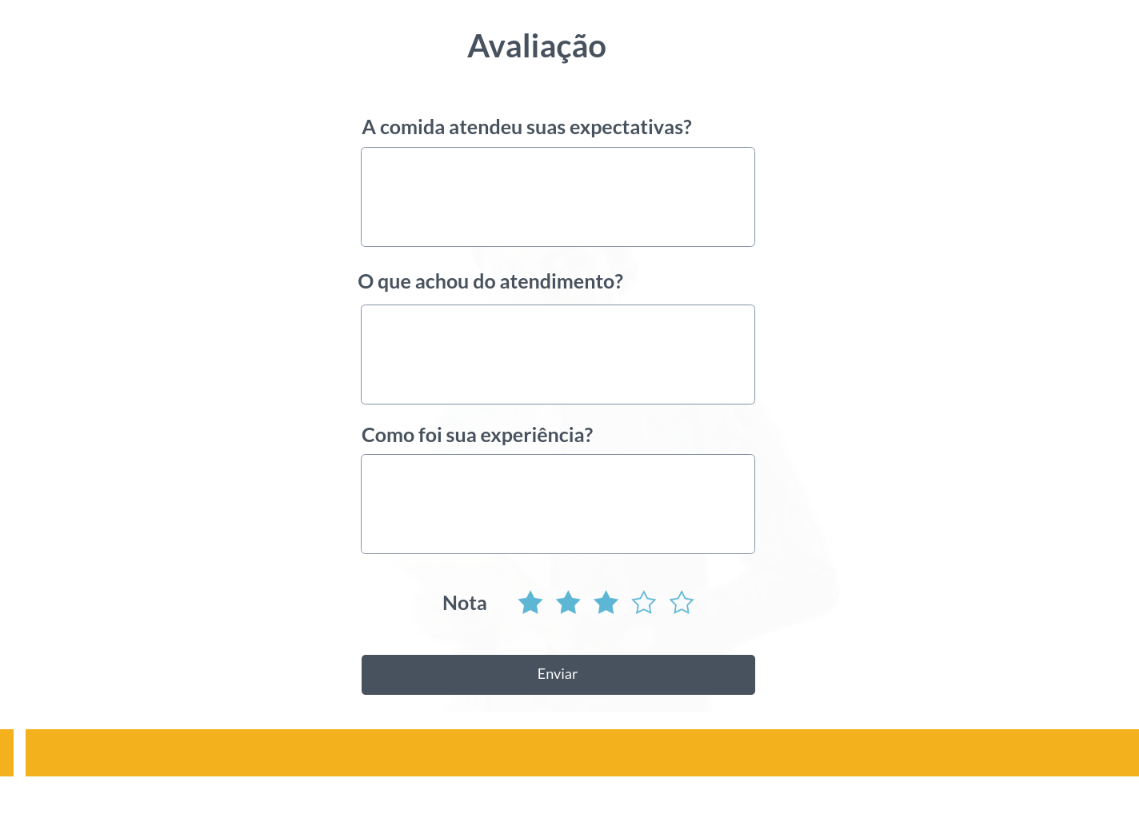 Avaliação
A comida atendeu suas expectativas?
O que achou do atendimento?
Como foi sua experiência?
Nota
Enviar